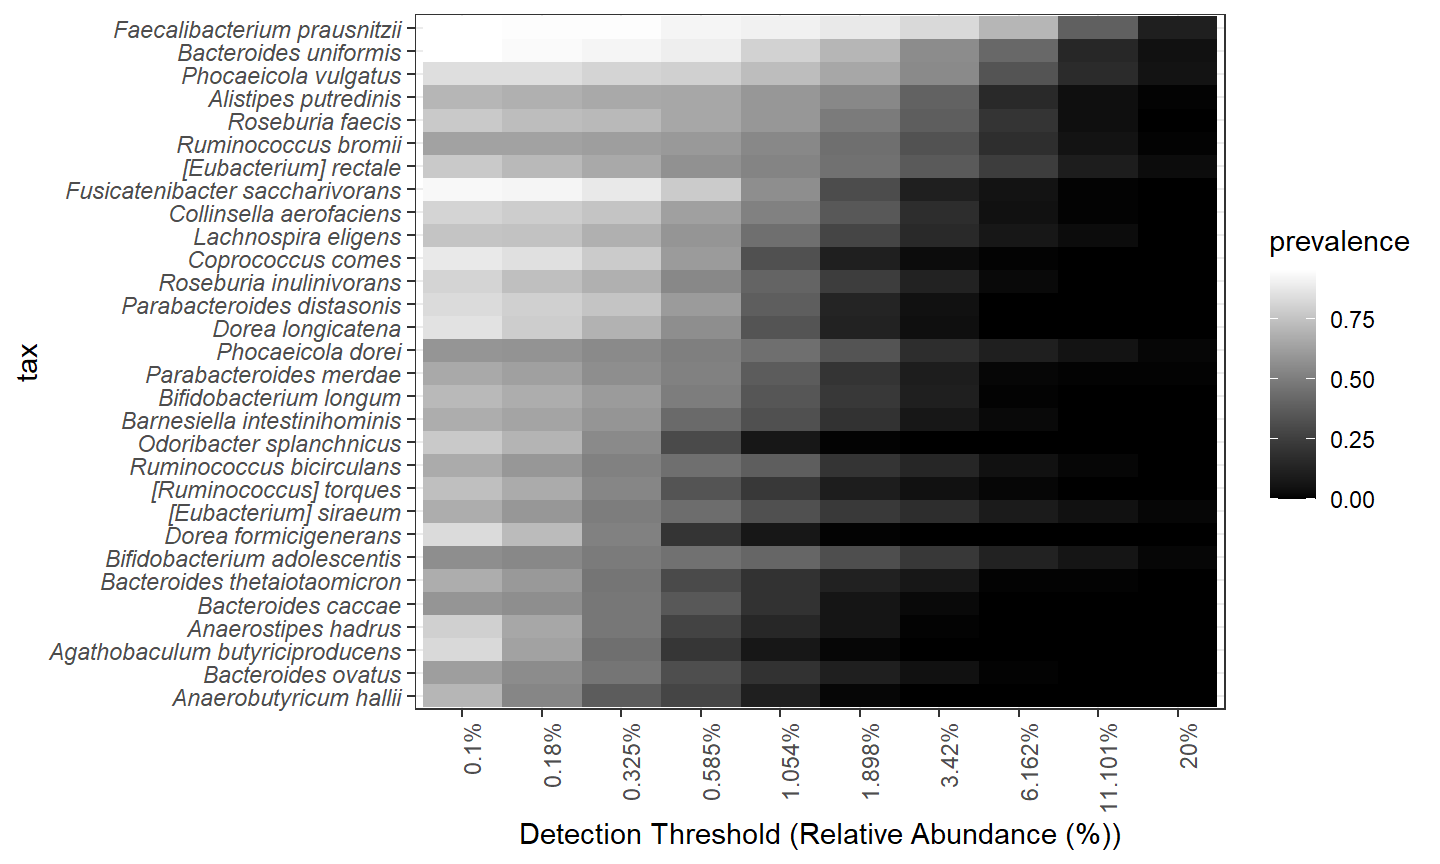 Faecalibacterium prausnitzii
Bacteroides uniformis
Phocaeicola vulgatus
Alistipes putredinis
Roseburia faecis
Ruminococcus bromii
[Eubacterium] rectale
Fusicatenibacter saccharivorans
Collinsella aerofaciens
Lachnospira eligens
Coprococcus comes
Roseburia inulinivorans
Parabacteroides distasonis
Dorea longicatena
Phocaeicola dorei
Parabacteroides merdae
Bifidobacterium longum
Barnesiella intestinihominis
Odoribacter splanchnicus
Ruminococcus bicirculans
[Ruminococcus] torques
[Eubacterium] siraeum
Dorea formicigenerans
Bifidobacterium adolescentis
Bacteroides thetaiotaomicron
Bacteroides caccae
Anaerostipes hadrus
Agathobaculum butyriciproducens
Bacteroides ovatus
Anaerobutyricum hallii
tax
0.1%
0.18%
0.325%
0.585%
1.054%
1.898%
3.42%
6.162%
11.101%
20%
Detection Threshold (Relative Abundance (%))
prevalence
0.75
0.50
0.25
0.00